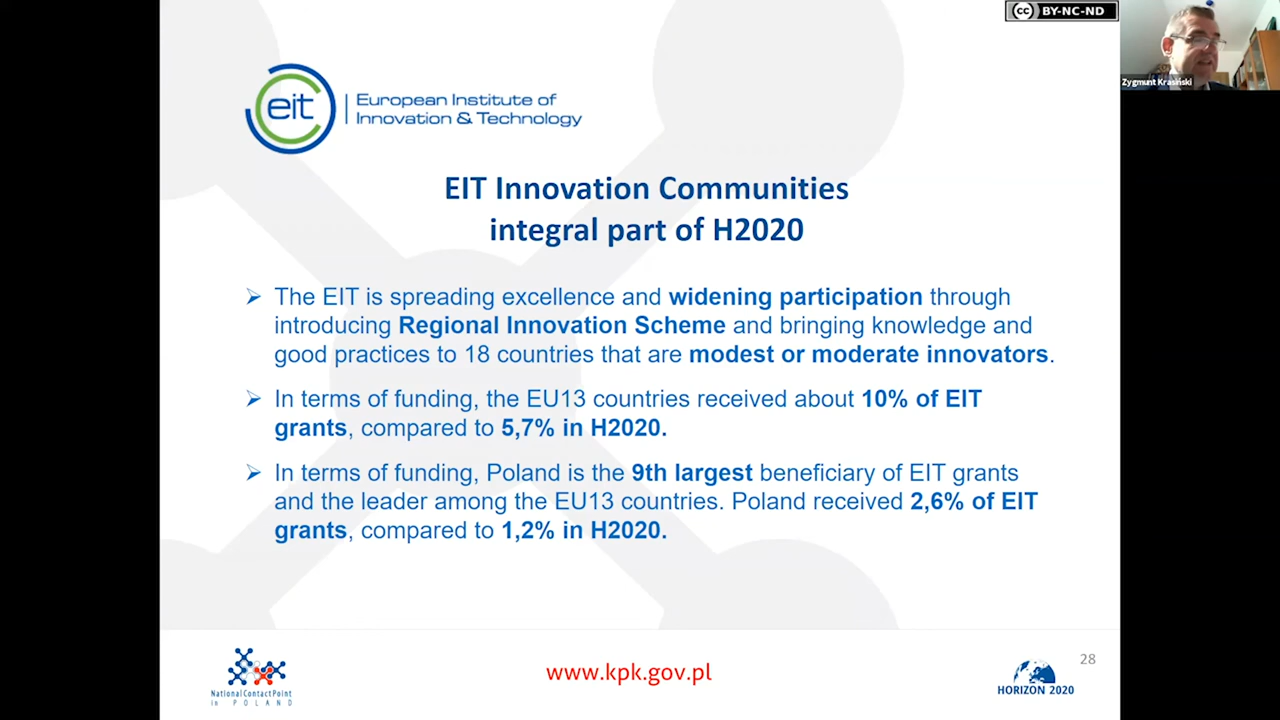 cc BY-NC-ND
Zygmunt Krasiński
eit
European Institute of
Innovation & Technology
EIT Innovation Communities
integral part of H2020
The EIT is spreading excellence and widening participation through
introducing Regional Innovation Scheme and bringing knowledge and
good practices to 18 countries that are modest or moderate innovators.
In terms of funding, the EU13 countries received about 10% of EIT
grants, compared to 5,7% in H2020.
In terms of funding, Poland is the 9th largest beneficiary of EIT grants
and the leader among the EU13 countries. Poland received 2,6% of EIT
grants, compared to 1,2% in H2020.
National Contact Point
in POLAND
www.kpk.gov.pl
28
HORIZON 2020